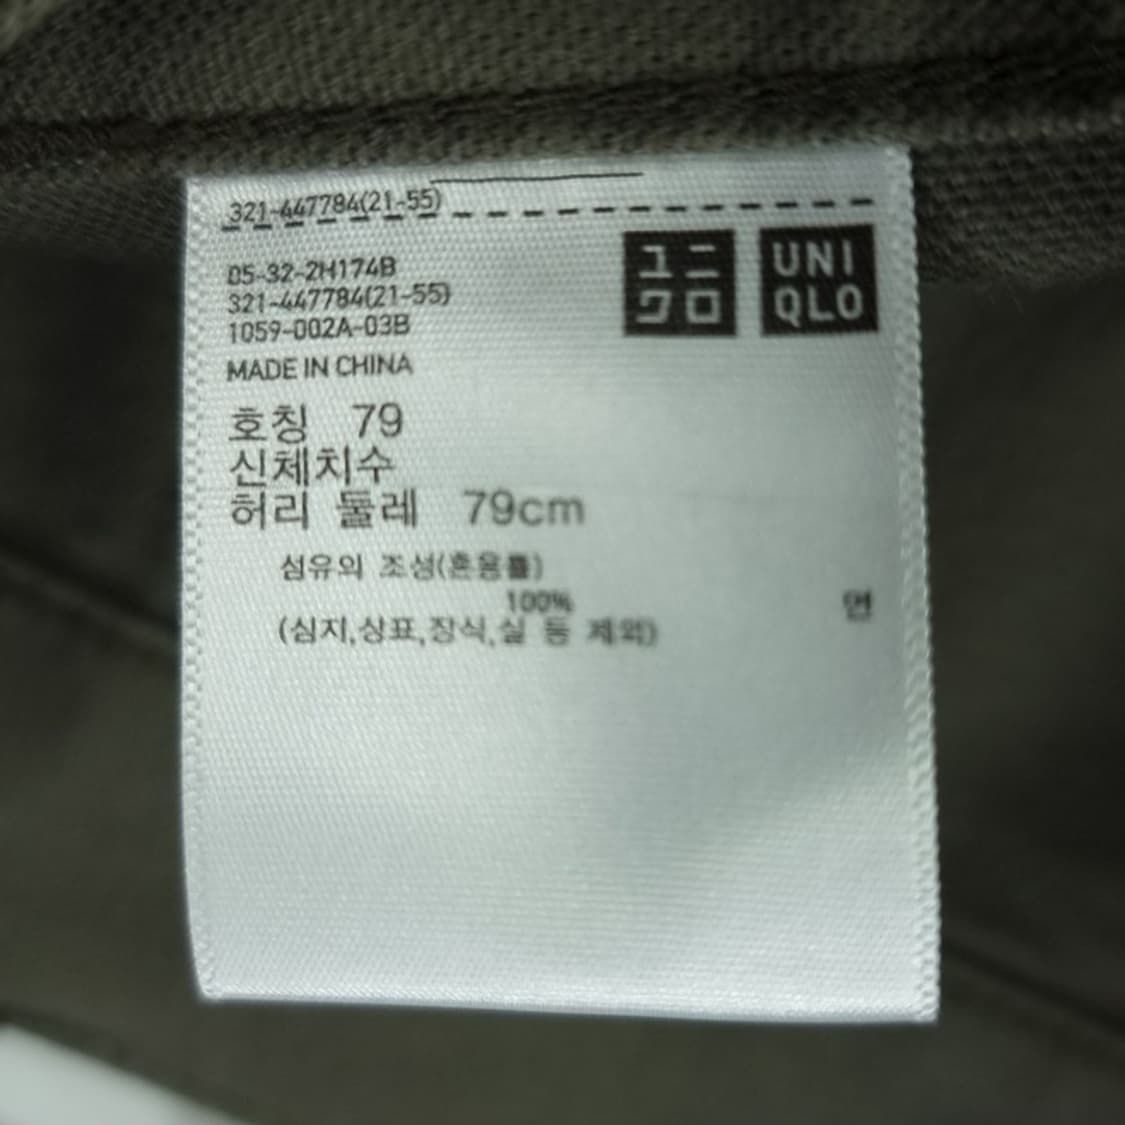 321-447784(21-55)
05-32-2H174B
321-447784(21-55)
1059-002A-03B
MADE IN CHINA
ユニ
クロ
UNI
QLO
호칭 79
신체치수
허리 둘레 79cm
섬유의 조성(혼용률)
100% 면
(심지,상표,장식,실 등 제외)